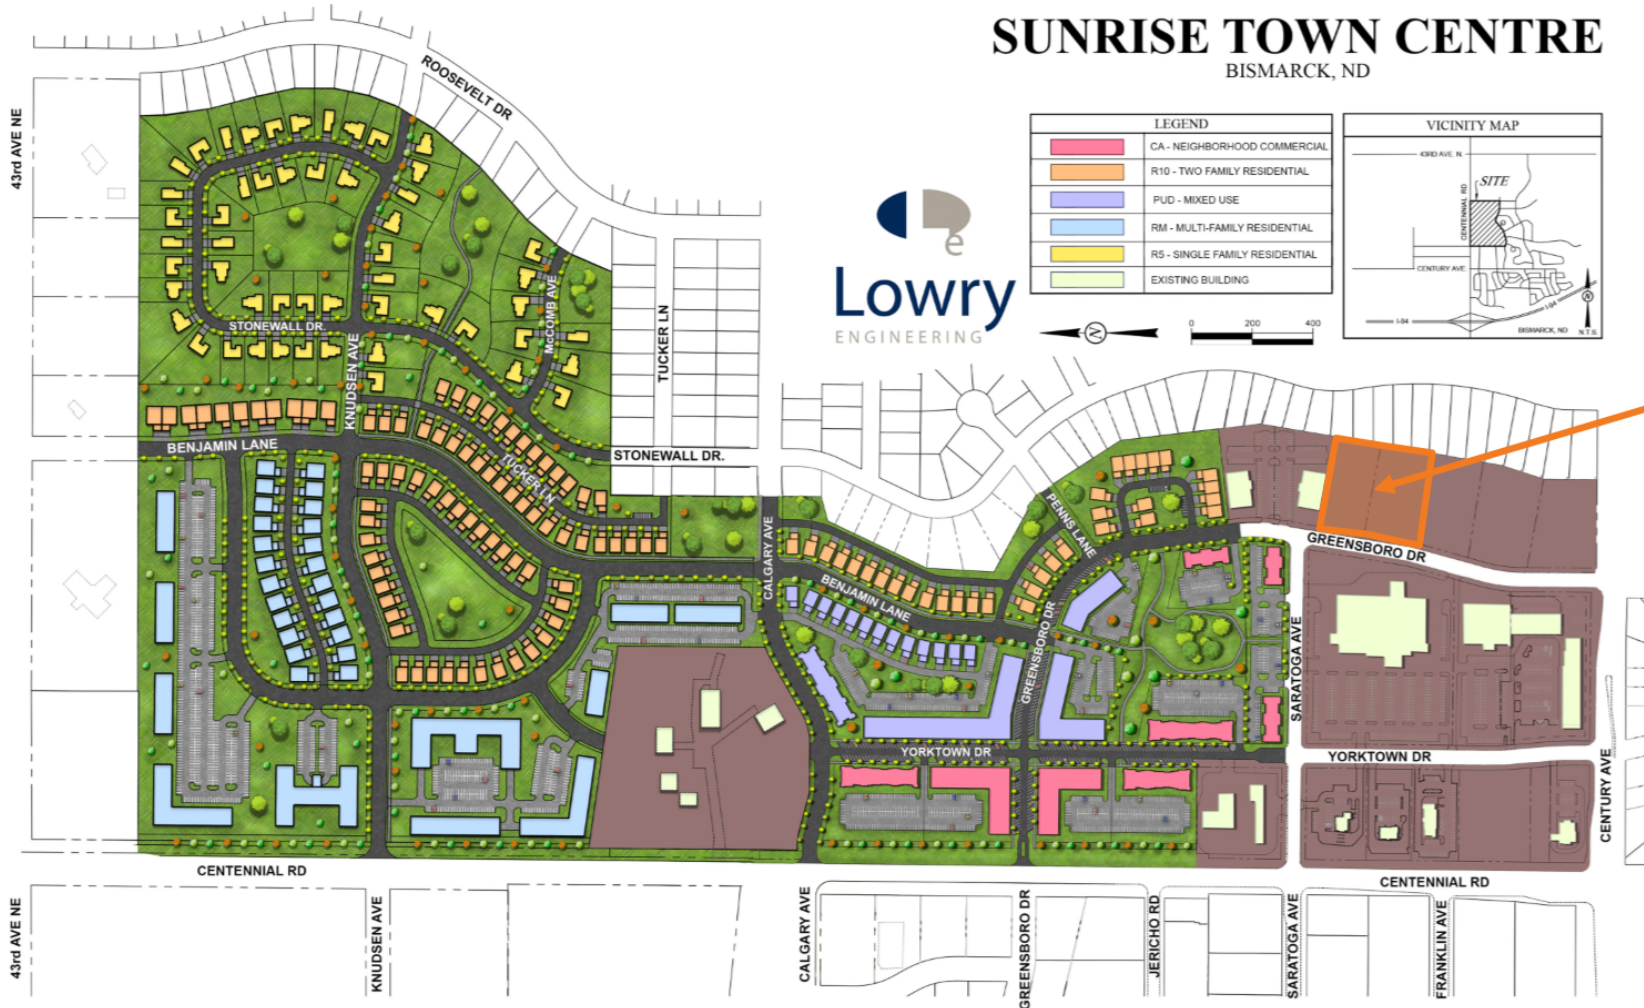 SUNRISE TOWN CENTRE
BISMARCK, ND
LEGEND
CA - NEIGHBORHOOD COMMERCIAL
R10 - TWO FAMILY RESIDENTIAL
PUD - MIXED USE
RM - MULTI-FAMILY RESIDENTIAL
R5 - SINGLE FAMILY RESIDENTIAL
EXISTING BUILDING
VICINITY MAP
43RD AVE. N.
SITE
CENTENNIAL RD
CENTURY AVE.
I-94
I-94
BISMARCK, ND
N
N.T.S.
e
Lowry
ENGINEERING
N
0 200 400
43rd AVE NE
ROOSEVELT DR
McCOMB AVE
TUCKER LN
STONEWALL DR.
KNUDSEN AVE
BENJAMIN LANE
TUCKER LN
STONEWALL DR.
CALGARY AVE
PENNS LANE
GREENSBORO DR
BENJAMIN LANE
GREENSBORO DR
SARATOGA AVE
YORKTOWN DR
YORKTOWN DR
CENTURY AVE
CENTENNIAL RD
CENTENNIAL RD
43rd AVE NE
KNUDSEN AVE
CALGARY AVE
GREENSBORO DR
JERICHO RD
SARATOGA AVE
FRANKLIN AVE